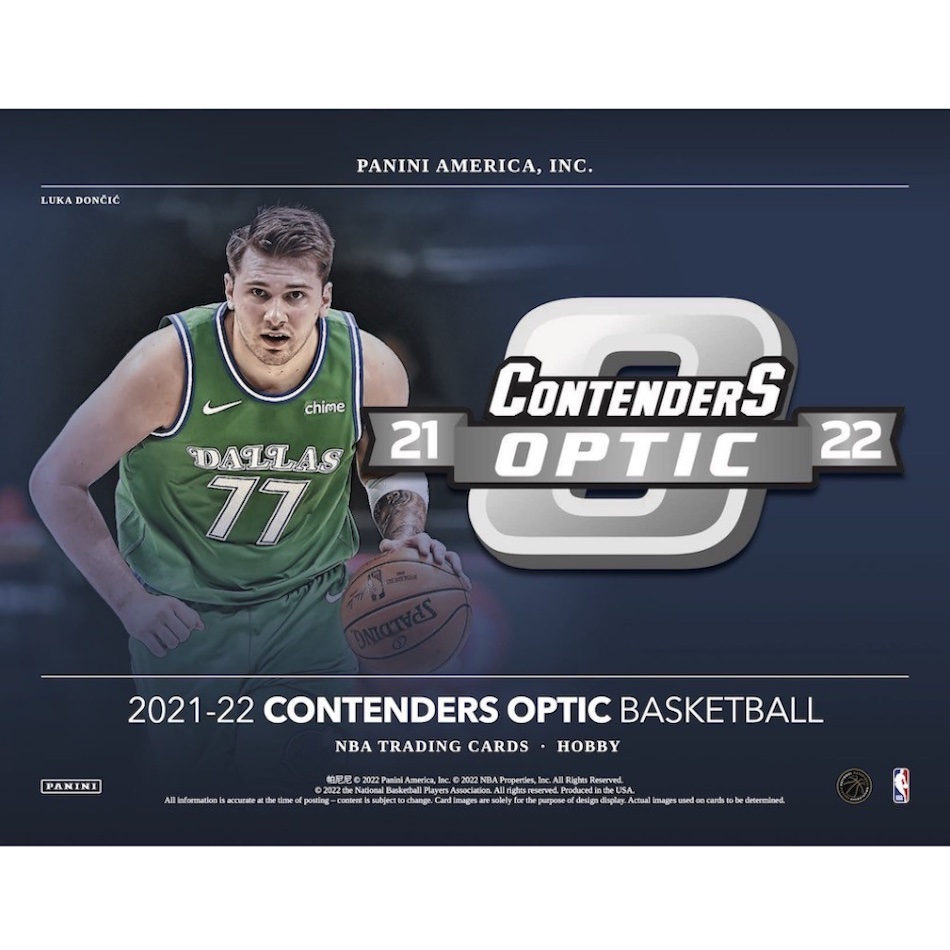 PANINI AMERICA, INC.
LUKA DONČIĆ
chime
DALLAS
77
CONTENDERS
21 OPTIC 22
SPALDING
2021-22 CONTENDERS OPTIC BASKETBALL
NBA TRADING CARDS · HOBBY
帕尼尼 © 2022 Panini America, Inc. © 2022 NBA Properties, Inc. All Rights Reserved.
© 2022 the National Basketball Players Association. All rights reserved. Produced in the USA.
All information is accurate at the time of posting – content is subject to change. Card images are solely for the purpose of design display. Actual images used on cards to be determined.
PANINI